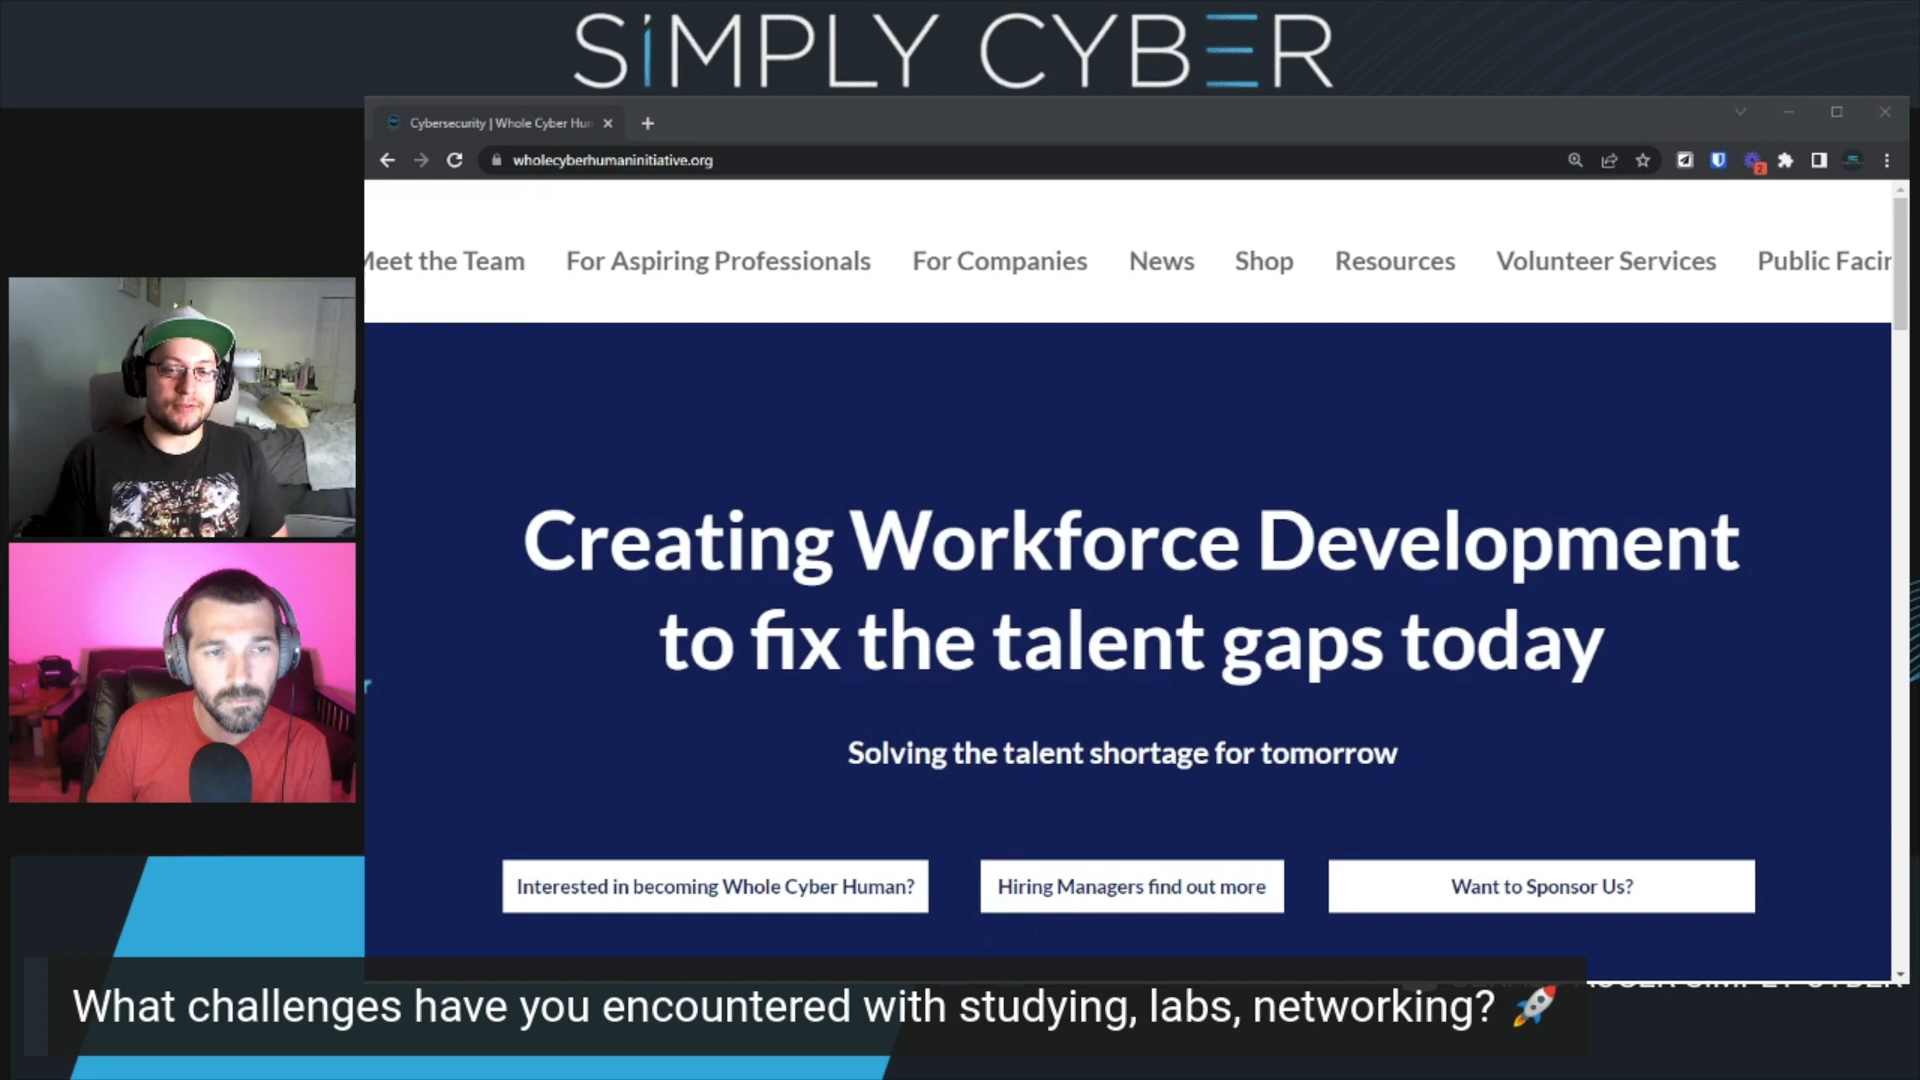 SiMPLY CYBER
Cybersecurity | Whole Cyber Hu
wholecyberhumaninitiative.org
Meet the Team For Aspiring Professionals For Companies News Shop Resources Volunteer Services Public Facin
Creating Workforce Development
to fix the talent gaps today
Solving the talent shortage for tomorrow
Interested in becoming Whole Cyber Human? Hiring Managers find out more Want to Sponsor Us?
What challenges have you encountered with studying, labs, networking? 🚀